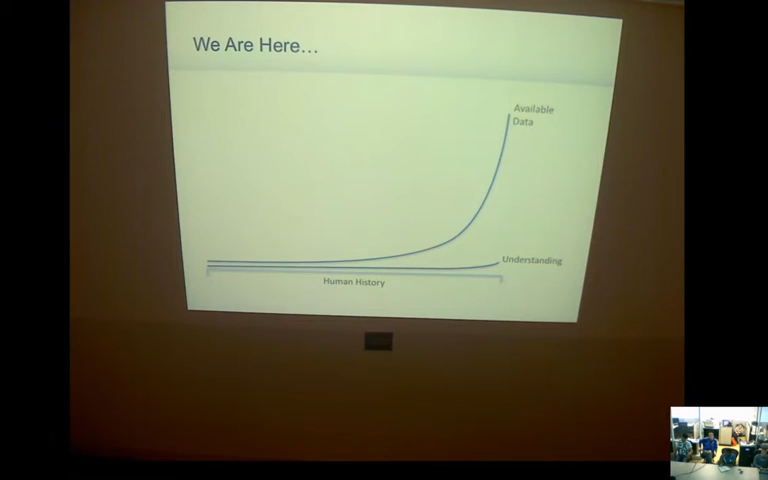 We Are Here...
Available
Data
Understanding
Human History